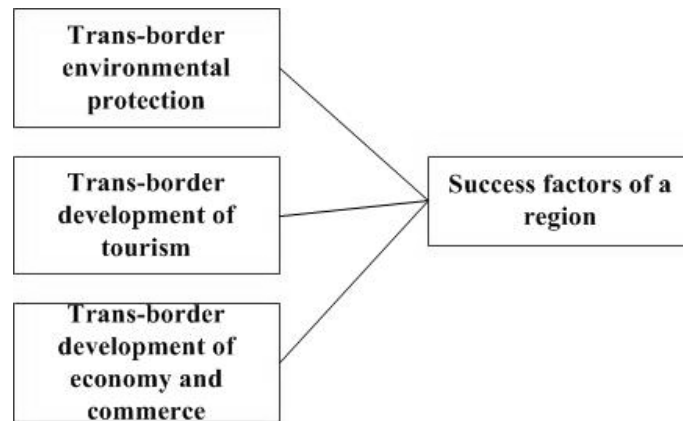 Trans-border
environmental
protection
Trans-border
development of
tourism
Trans-border
development of
economy and
commerce
Success factors of a
region